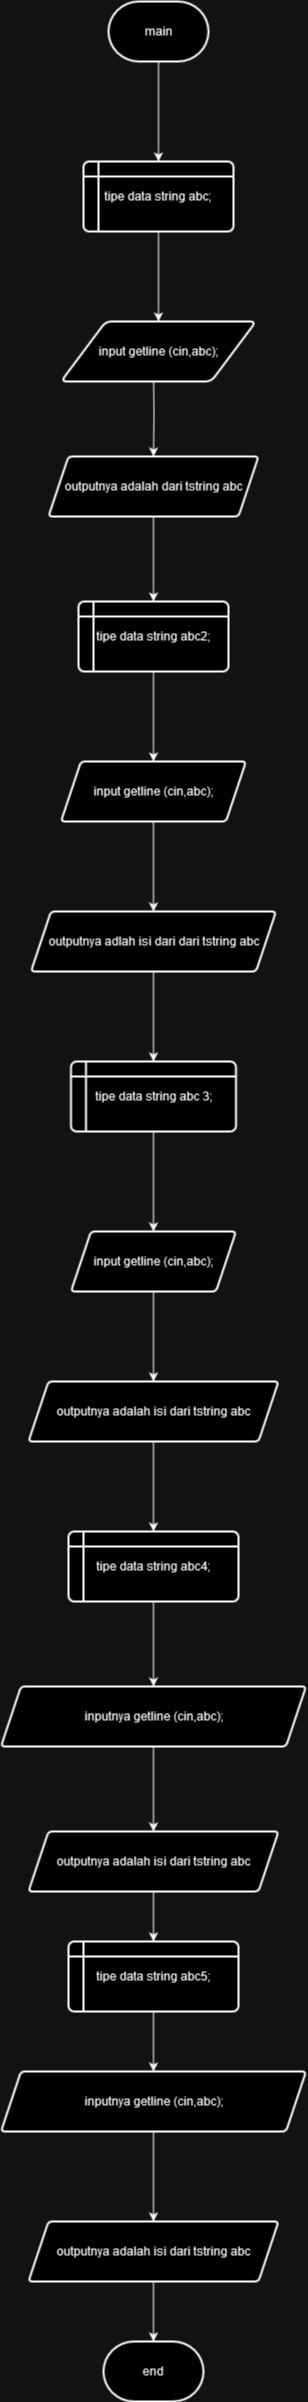 main
tipe data string abc;
input getline (cin,abc);
outputnya adalah dari tstring abc
tipe data string abc2;
input getline (cin,abc);
outputnya adlah isi dari dari tstring abc
tipe data string abc 3;
input getline (cin,abc);
outputnya adalah isi dari tstring abc
tipe data string abc4;
inputnya getline (cin,abc);
outputnya adalah isi dari tstring abc
tipe data string abc5;
inputnya getline (cin,abc);
outputnya adalah isi dari tstring abc
end